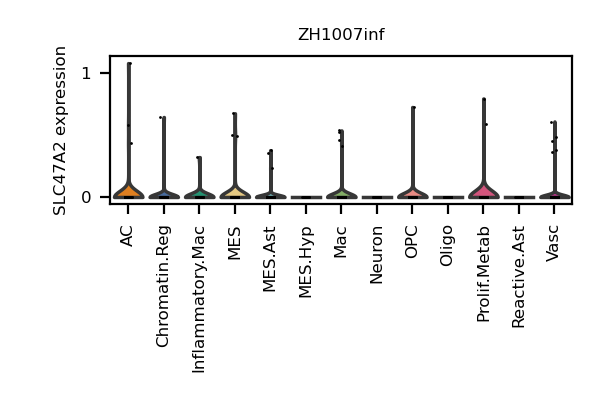 ZH1007inf
SLC47A2 expression
1
0
AC
Chromatin.Reg
Inflammatory.Mac
MES
MES.Ast
MES.Hyp
Mac
Neuron
OPC
Oligo
Prolif.Metab
Reactive.Ast
Vasc